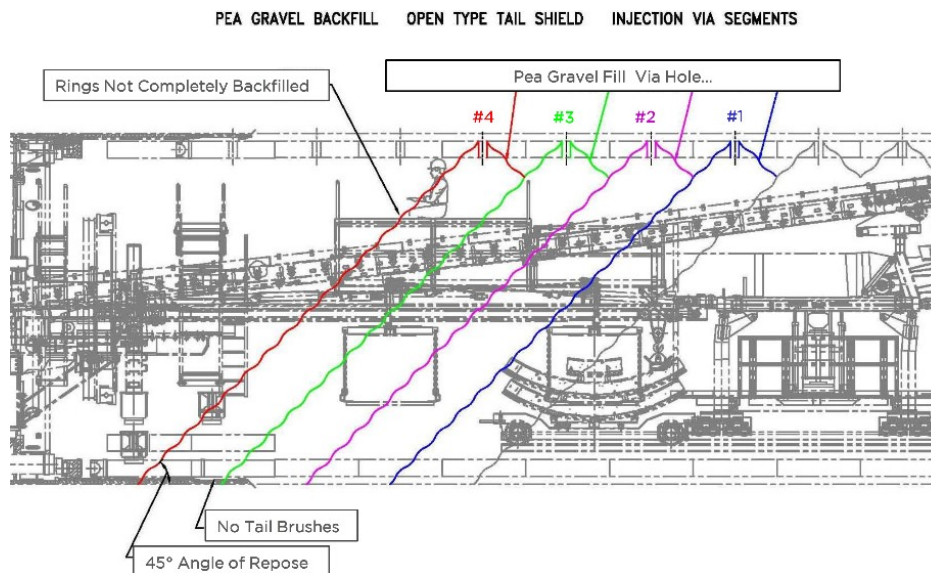 PEA GRAVEL BACKFILL OPEN TYPE TAIL SHIELD INJECTION VIA SEGMENTS
Rings Not Completely Backfilled
Pea Gravel Fill Via Hole...
#4
#3
#2
#1
No Tail Brushes
45° Angle of Repose